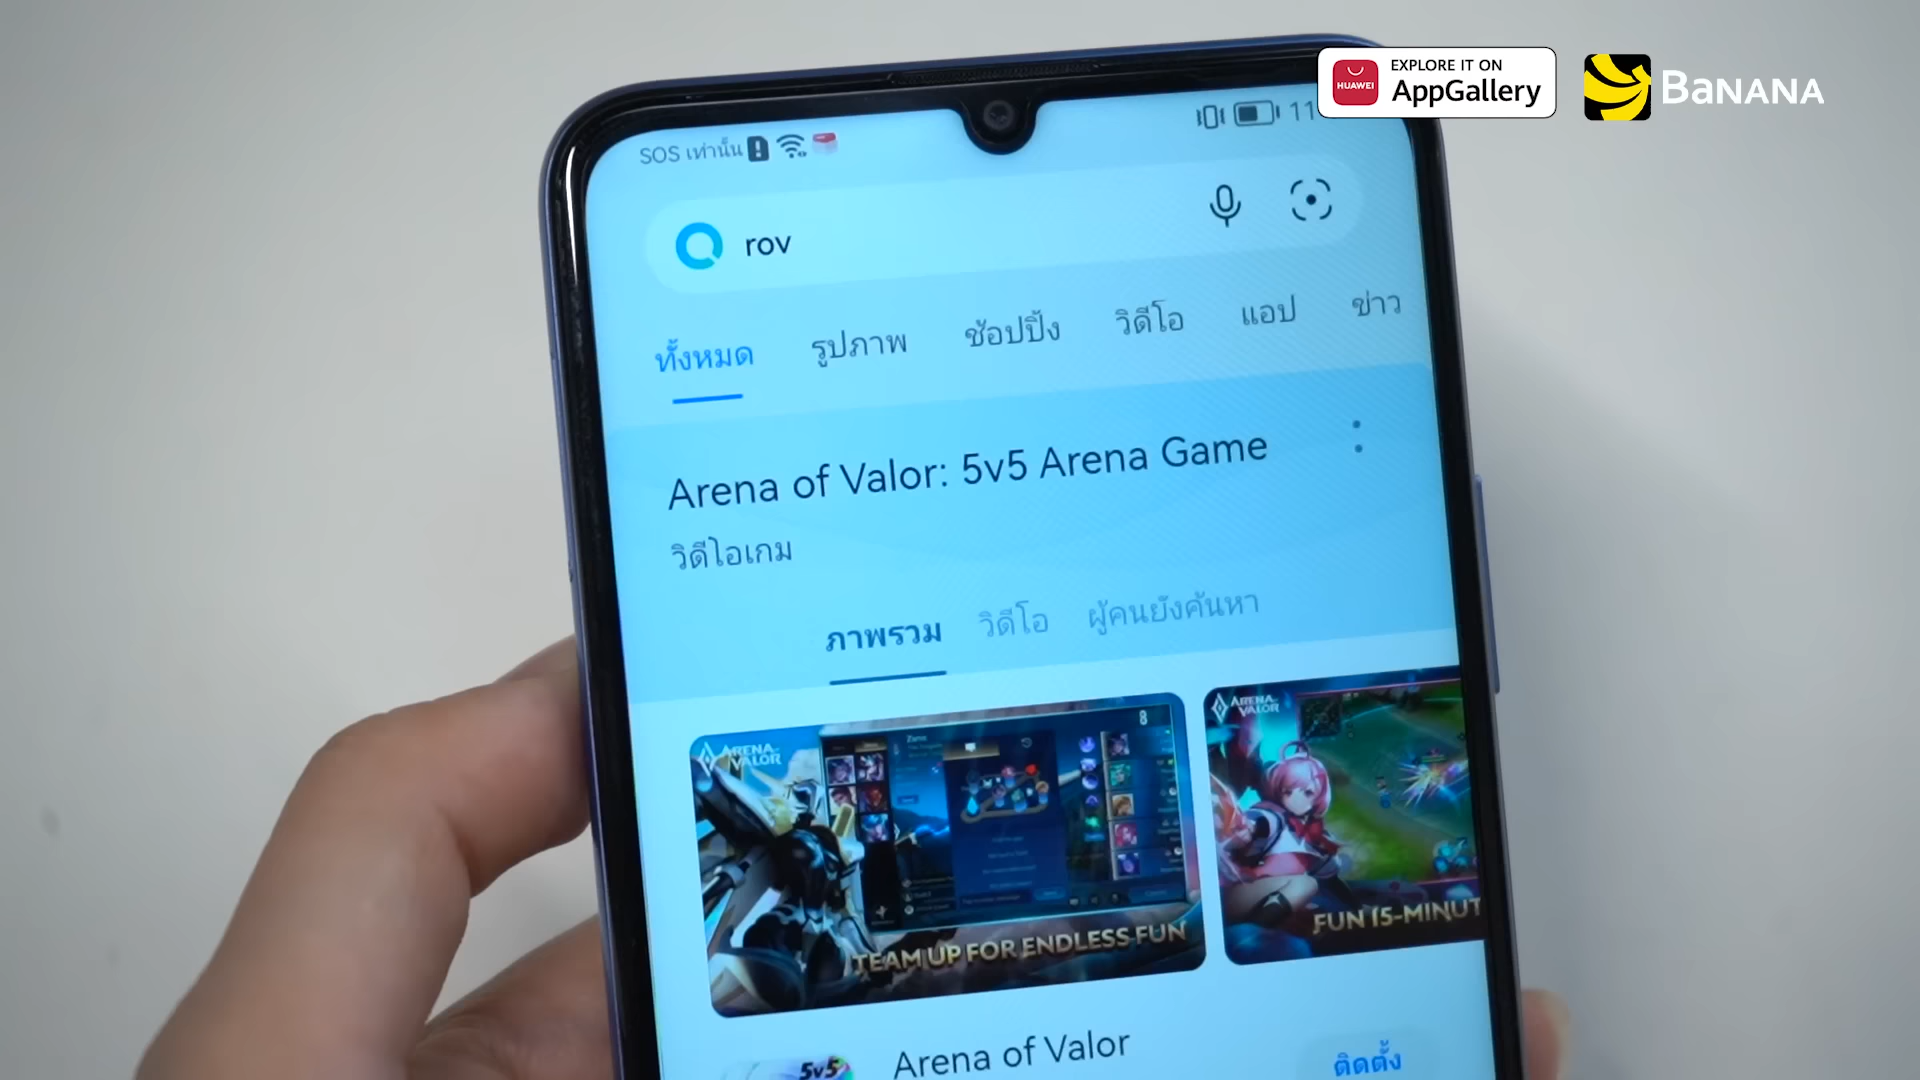 EXPLORE IT ON
AppGallery
HUAWEI
BANANA
SOS เท่านั้น
11
rov
ทั้งหมด รูปภาพ ช้อปปิ้ง วิดีโอ แอป ข่าว
Arena of Valor: 5v5 Arena Game
วิดีโอเกม
ภาพรวม วิดีโอ ผู้คนยังค้นหา
ARENA OF VALOR
TEAM UP FOR ENDLESS FUN
ARENA OF VALOR
FUN 15-MINUT
5v5
Arena of Valor
ติดตั้ง